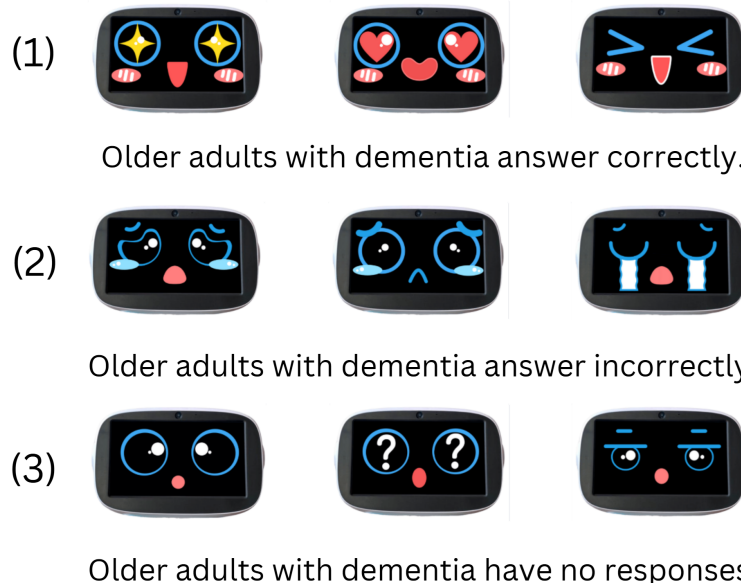 (1)
Older adults with dementia answer correctly.
(2)
Older adults with dementia answer incorrectly
(3)
? ?
Older adults with dementia have no responses